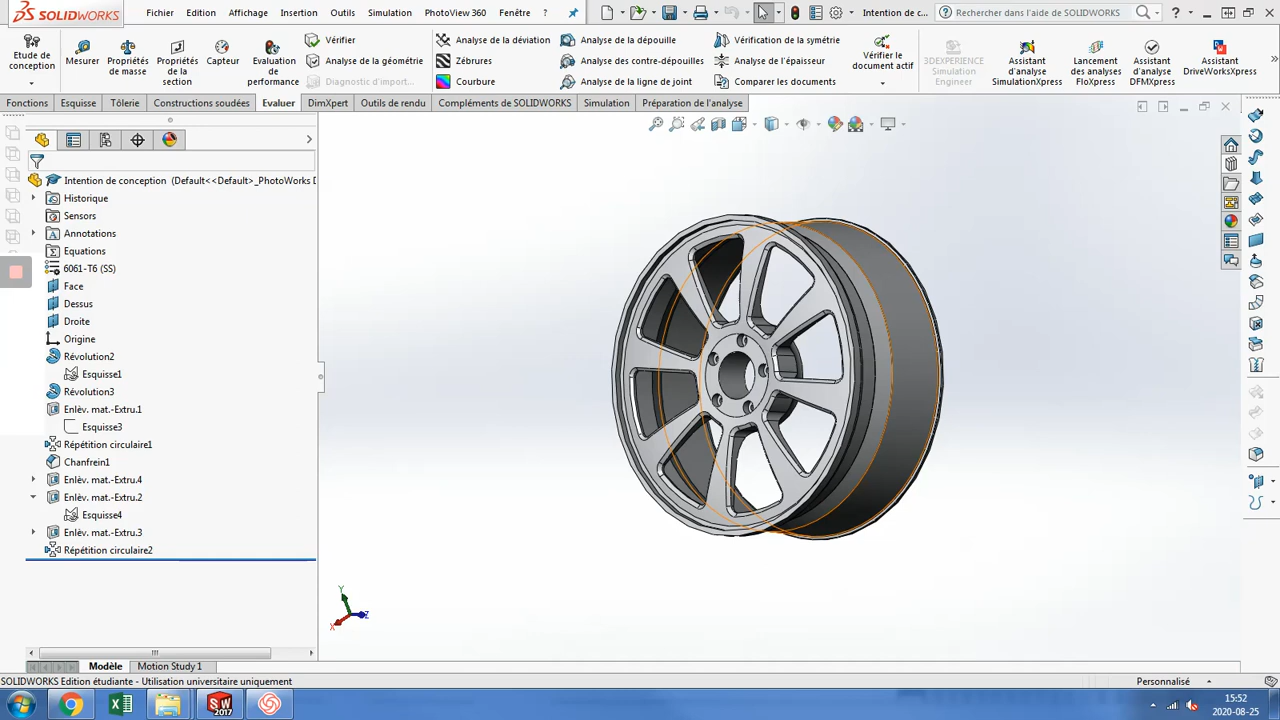 SOLIDWORKS Fichier Edition Affichage Insertion Outils Simulation PhotoView 360 Fenêtre ? Intention de c... Rechercher dans l'aide de SOLIDWORKS ?
Etude de conception
Mesurer
Propriétés de masse
Propriétés de la section
Capteur
Evaluation de performance
Vérifier
Analyse de la géométrie
Diagnostic d'import...
Analyse de la déviation
Zébrures
Courbure
Analyse de la dépouille
Analyse des contre-dépouilles
Analyse de la ligne de joint
Vérification de la symétrie
Analyse de l'épaisseur
Comparer les documents
Vérifier le document actif
3DEXPERIENCE Simulation Engineer
Assistant d'analyse SimulationXpress
Lancement des analyses FloXpress
Assistant d'analyse DFMXpress
Assistant DriveWorksXpress
Fonctions Esquisse Tôlerie Constructions soudées Evaluer DimXpert Outils de rendu Compléments de SOLIDWORKS Simulation Préparation de l'analyse
Intention de conception (Default<<Default>_PhotoWorks D
Historique
Sensors
Annotations
Equations
6061-T6 (SS)
Face
Dessus
Droite
Origine
Révolution2
Esquisse1
Révolution3
Enlèv. mat.-Extru.1
Esquisse3
Répétition circulaire1
Chanfrein1
Enlèv. mat.-Extru.4
Enlèv. mat.-Extru.2
Esquisse4
Enlèv. mat.-Extru.3
Répétition circulaire2
Y
X
Z
Modèle Motion Study 1
SOLIDWORKS Edition étudiante - Utilisation universitaire uniquement Personnalisé
SW 2017
15:52
2020-08-25